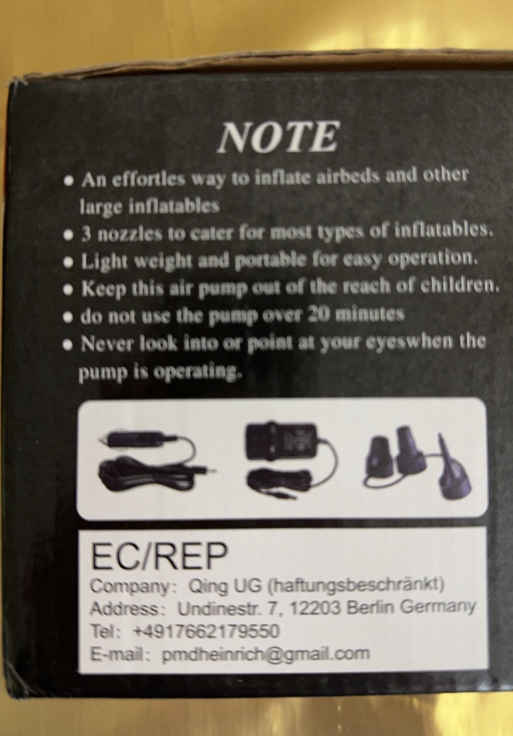 NOTE
• An effortles way to inflate airbeds and other
large inflatables
• 3 nozzles to cater for most types of inflatables.
• Light weight and portable for easy operation.
• Keep this air pump out of the reach of children.
• do not use the pump over 20 minutes
• Never look into or point at your eyeswhen the
pump is operating.
EC/REP
Company: Qing UG (haftungsbeschränkt)
Address: Undinestr. 7, 12203 Berlin Germany
Tel: +4917662179550
E-mail: pmdheinrich@gmail.com